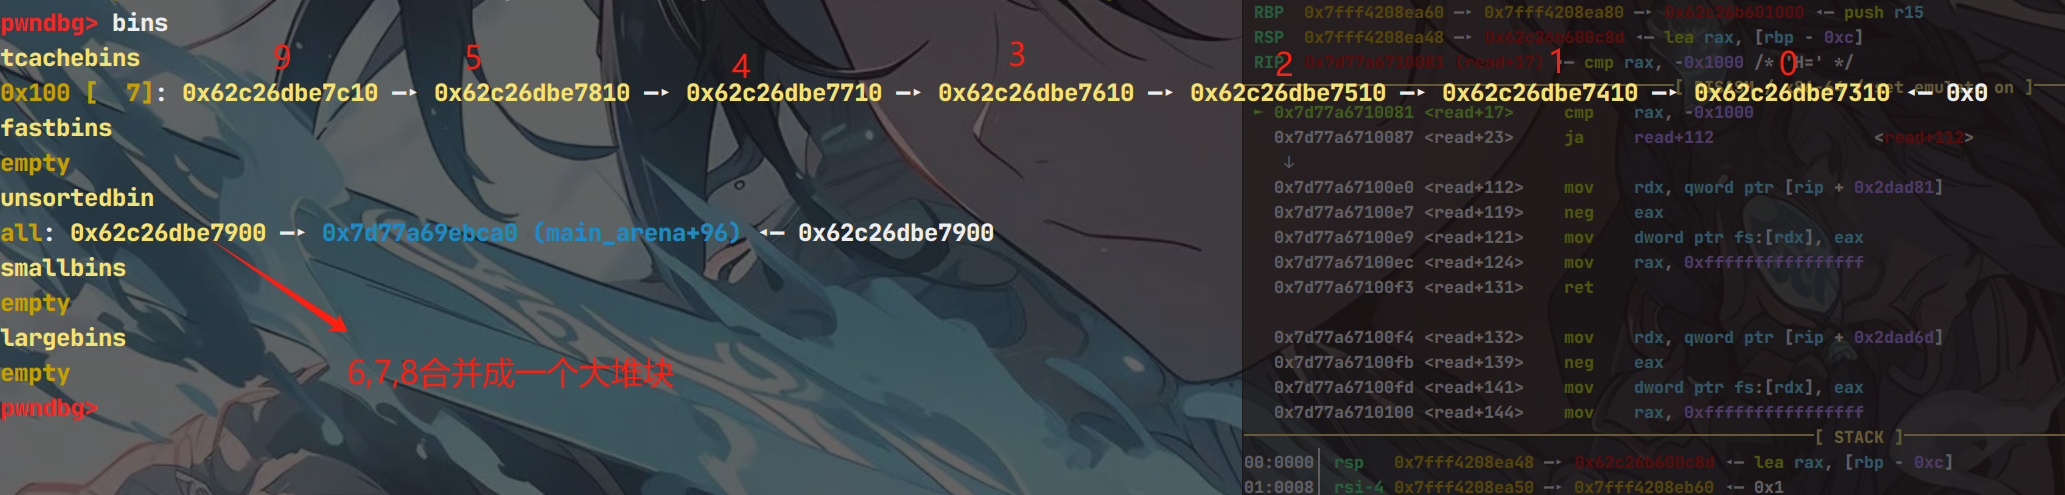 pwndbg> bins
tcachebins
9 5 4 3 2 1 0
0x100 [  7]: 0x62c26dbe7c10 —▸ 0x62c26dbe7810 —▸ 0x62c26dbe7710 —▸ 0x62c26dbe7610 —▸ 0x62c26dbe7510 —▸ 0x62c26dbe7410 —▸ 0x62c26dbe7310 ◂— 0x0
fastbins
empty
unsortedbin
all: 0x62c26dbe7900 —▸ 0x7d77a69ebca0 (main_arena+96) ◂— 0x62c26dbe7900
smallbins
empty
largebins
empty
6,7,8合并成一个大堆块
pwndbg>
RBP  0x7fff4208ea60 —▸ 0x7fff4208ea80 —▸ 0x62c26b601000 ◂— push r15
RSP  0x7fff4208ea48 —▸ 0x62c26b600c8d ◂— lea rax, [rbp - 0xc]
RIP  0x7d77a6710081 (read+17) ◂— cmp rax, -0x1000 /* 'H=' */
► 0x7d77a6710081 <read+17>      cmp    rax, -0x1000
0x7d77a6710087 <read+23>      ja     read+112                <read+112>
↓
0x7d77a67100e0 <read+112>     mov    rdx, qword ptr [rip + 0x2dad81]
0x7d77a67100e7 <read+119>     neg    eax
0x7d77a67100e9 <read+121>     mov    dword ptr fs:[rdx], eax
0x7d77a67100ec <read+124>     mov    rax, 0xffffffffffffffff
0x7d77a67100f3 <read+131>     ret
0x7d77a67100f4 <read+132>     mov    rdx, qword ptr [rip + 0x2dad6d]
0x7d77a67100fb <read+139>     neg    eax
0x7d77a67100fd <read+141>     mov    dword ptr fs:[rdx], eax
0x7d77a6710100 <read+144>     mov    rax, 0xffffffffffffffff
[ STACK ]
00:0000│ rsp   0x7fff4208ea48 —▸ 0x62c26b600c8d ◂— lea rax, [rbp - 0xc]
01:0008│ rsi-4 0x7fff4208ea50 —▸ 0x7fff4208eb60 ◂— 0x1